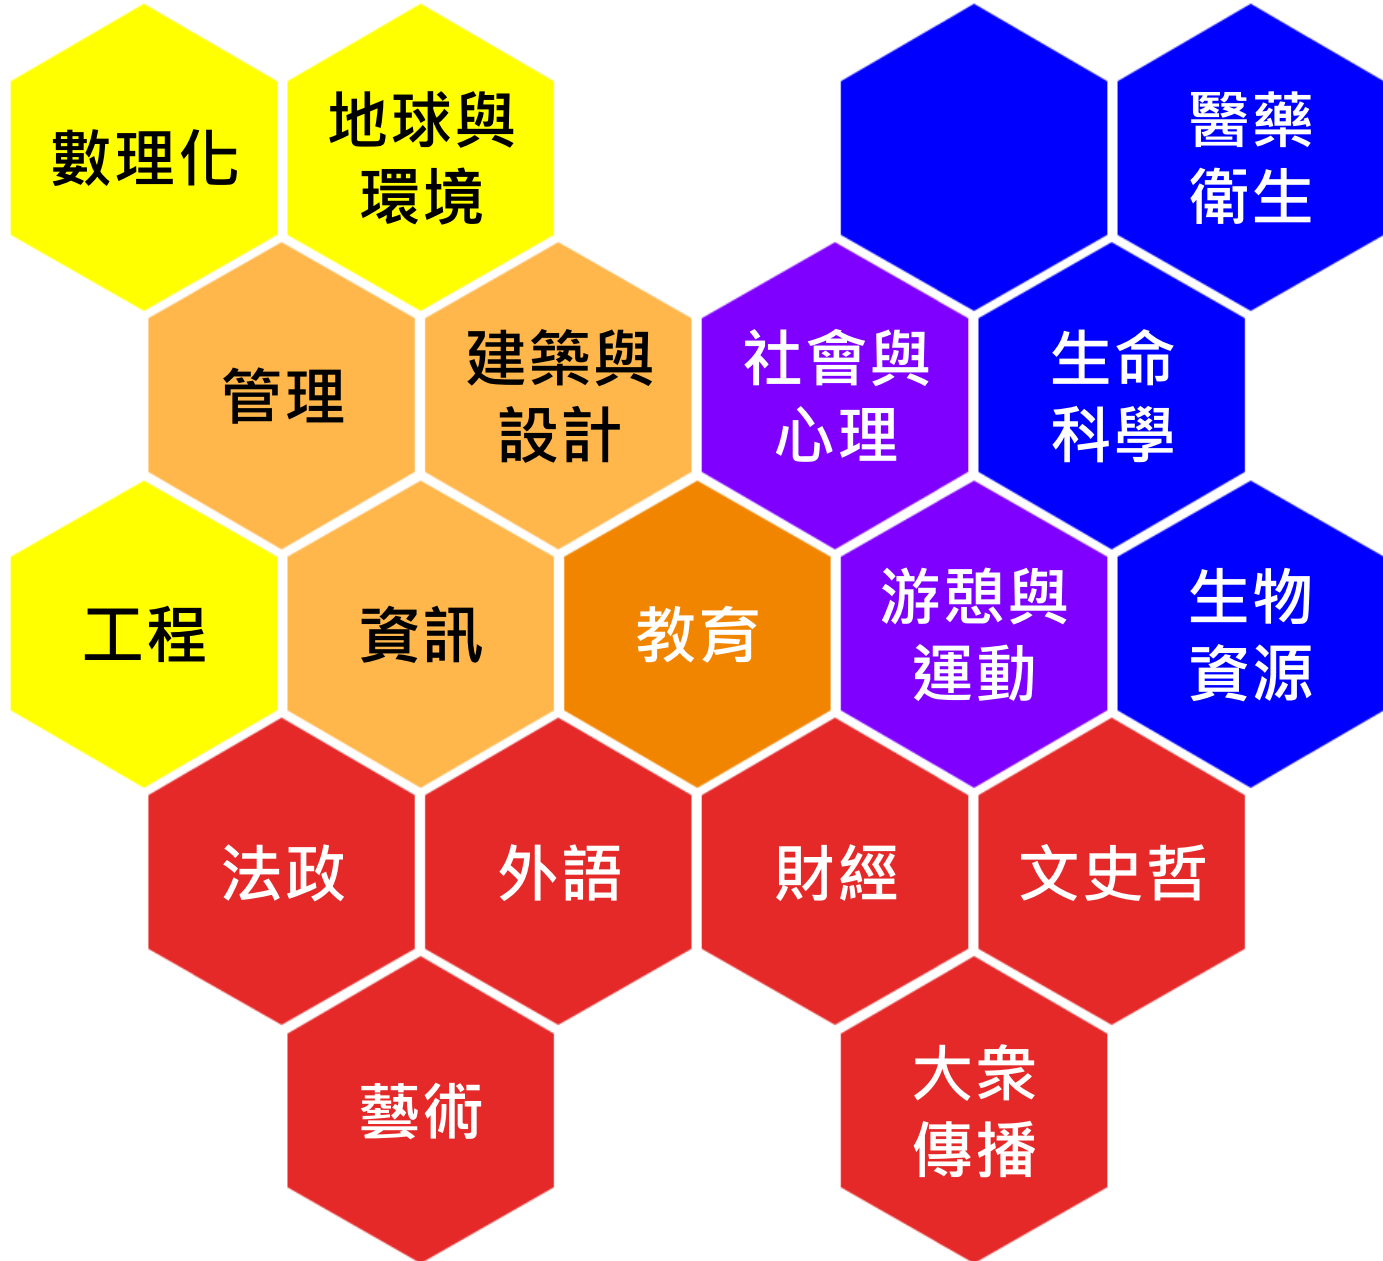 數理化
地球與
環境
醫藥
衛生
管理
建築與
設計
社會與
心理
生命
科學
工程
資訊
教育
游憩與
運動
生物
資源
法政
外語
財經
文史哲
藝術
大眾
傳播